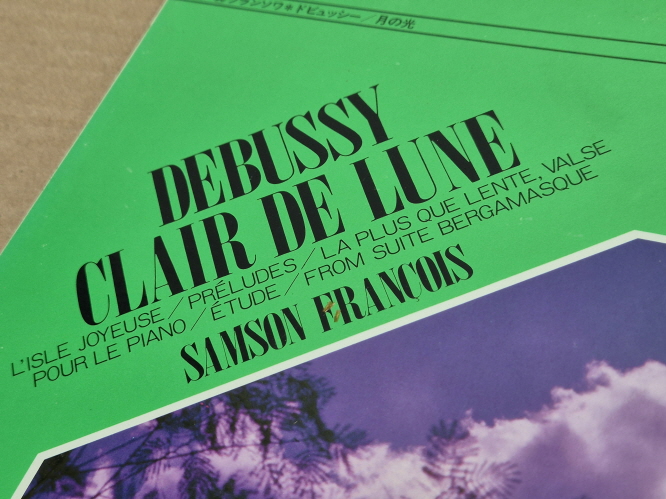 フランソワ*ドビュッシー/月の光
DEBUSSY
CLAIR DE LUNE
L'ISLE JOYEUSE/PRÉLUDES/LA PLUS QUE LENTE, VALSE
POUR LE PIANO/ÉTUDE/FROM SUITE BERGAMASQUE
SAMSON FRANÇOIS